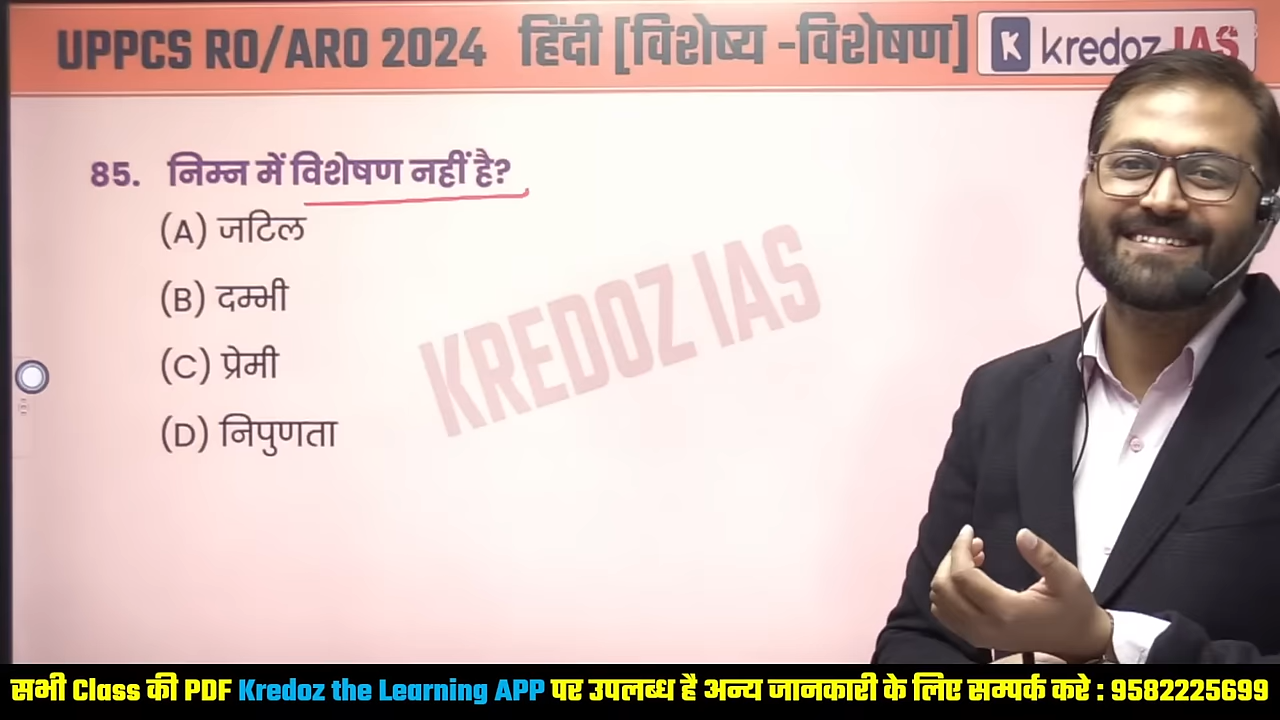 UPPCS RO/ARO 2024 हिंदी [विशेष्य -विशेषण] kredoz IAS
85. निम्न में विशेषण नहीं है?
(A) जटिल
(B) दम्भी
(C) प्रेमी
(D) निपुणता
KREDOZ IAS
सभी Class की PDF Kredoz the Learning APP पर उपलब्ध है अन्य जानकारी के लिए सम्पर्क करे : 9582225699